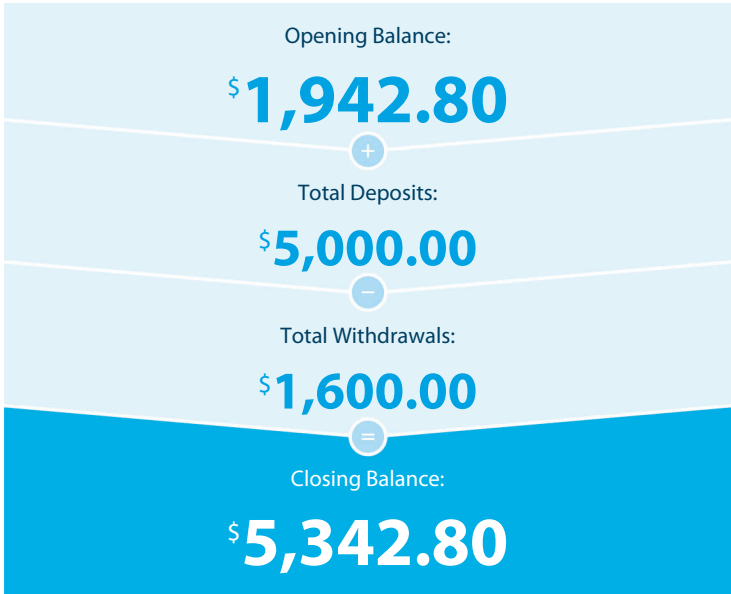 Opening Balance:
$1,942.80
+
Total Deposits:
$5,000.00
−
Total Withdrawals:
$1,600.00
=
Closing Balance:
$5,342.80